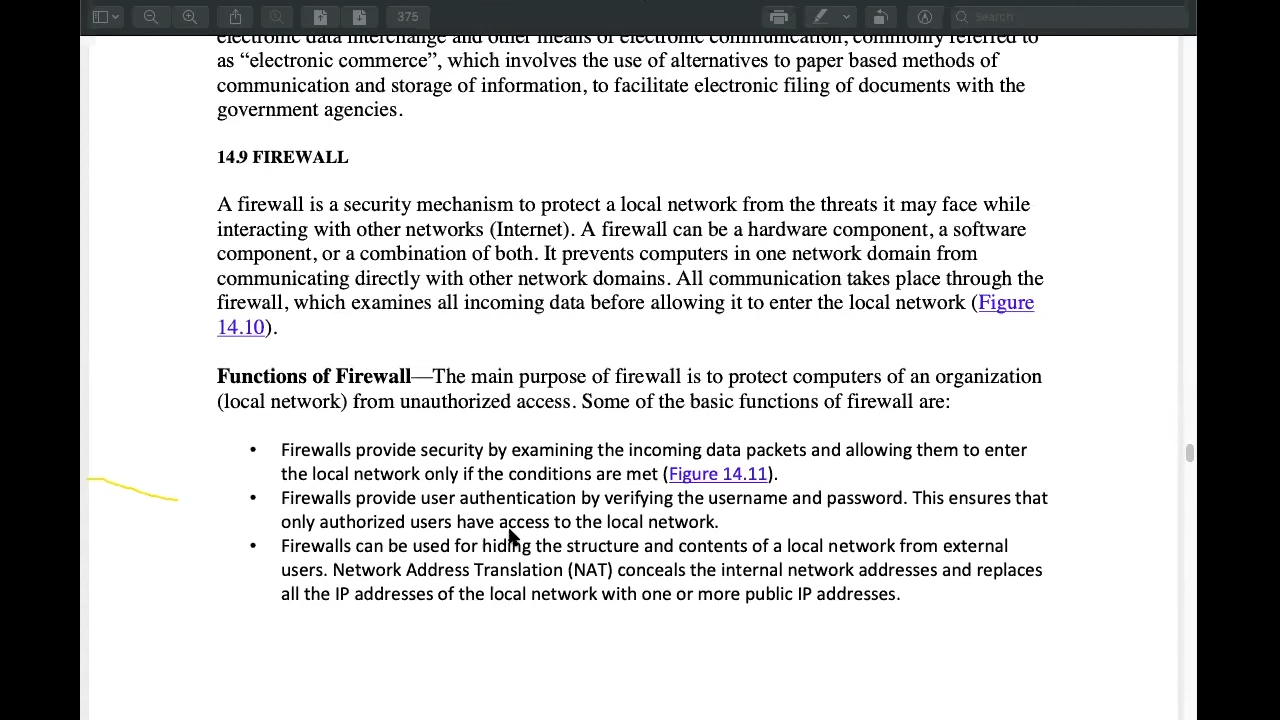 375
Search
electronic data interchange and other means of electronic communication, commonly referred to
as “electronic commerce”, which involves the use of alternatives to paper based methods of
communication and storage of information, to facilitate electronic filing of documents with the
government agencies.
14.9 FIREWALL
A firewall is a security mechanism to protect a local network from the threats it may face while
interacting with other networks (Internet). A firewall can be a hardware component, a software
component, or a combination of both. It prevents computers in one network domain from
communicating directly with other network domains. All communication takes place through the
firewall, which examines all incoming data before allowing it to enter the local network (Figure
14.10).
Functions of Firewall—The main purpose of firewall is to protect computers of an organization
(local network) from unauthorized access. Some of the basic functions of firewall are:
• Firewalls provide security by examining the incoming data packets and allowing them to enter
the local network only if the conditions are met (Figure 14.11).
• Firewalls provide user authentication by verifying the username and password. This ensures that
only authorized users have access to the local network.
• Firewalls can be used for hiding the structure and contents of a local network from external
users. Network Address Translation (NAT) conceals the internal network addresses and replaces
all the IP addresses of the local network with one or more public IP addresses.